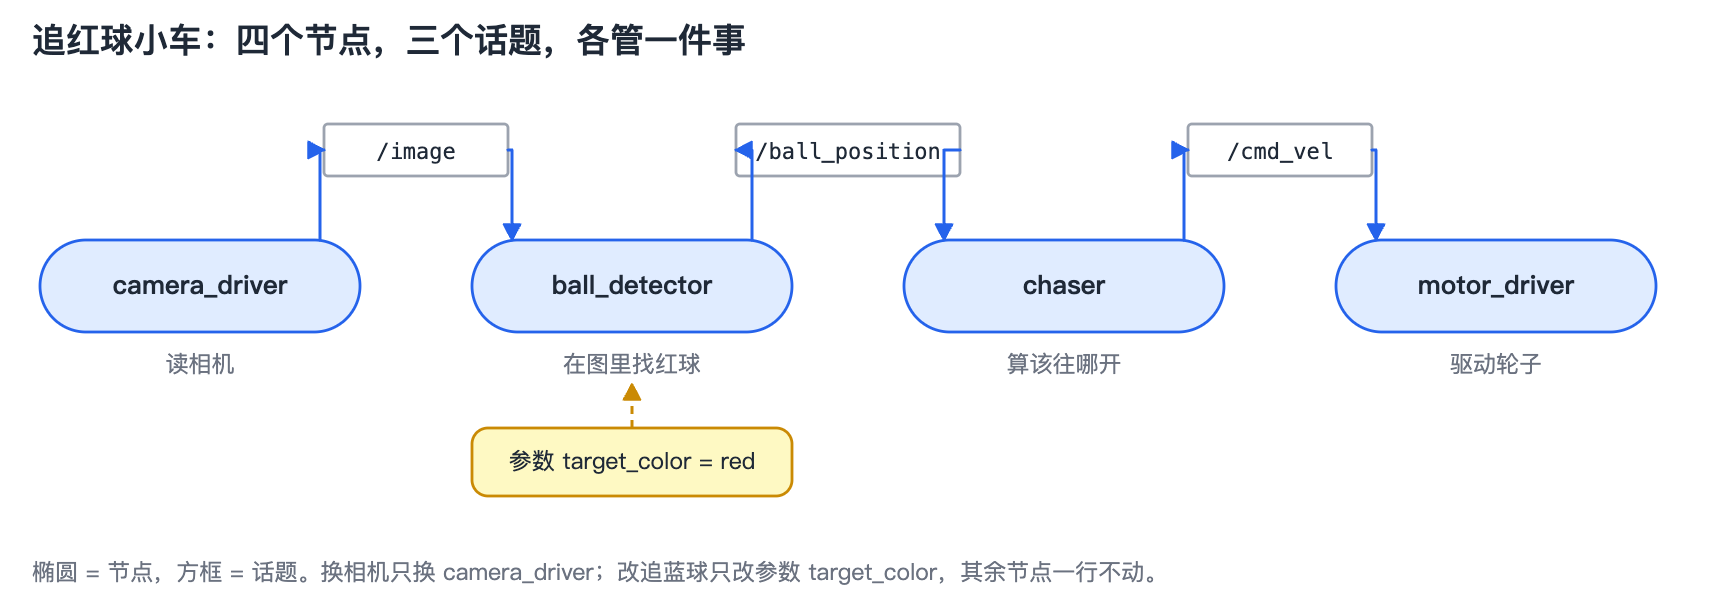 追红球小车：四个节点，三个话题，各管一件事
/image
/ball_position
/cmd_vel
camera_driver
ball_detector
chaser
motor_driver
读相机
在图里找红球
算该往哪开
驱动轮子
参数 target_color = red
椭圆 = 节点，方框 = 话题。换相机只换 camera_driver；改追蓝球只改参数 target_color，其余节点一行不动。